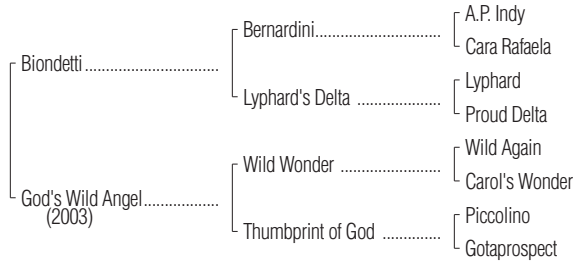 A.P. Indy
Bernardini
Cara Rafaela
Biondetti
Lyphard
Lyphard's Delta
Proud Delta
Wild Again
Wild Wonder
Carol's Wonder
God's Wild Angel
(2003)
Piccolino
Thumbprint of God
Gotaprospect